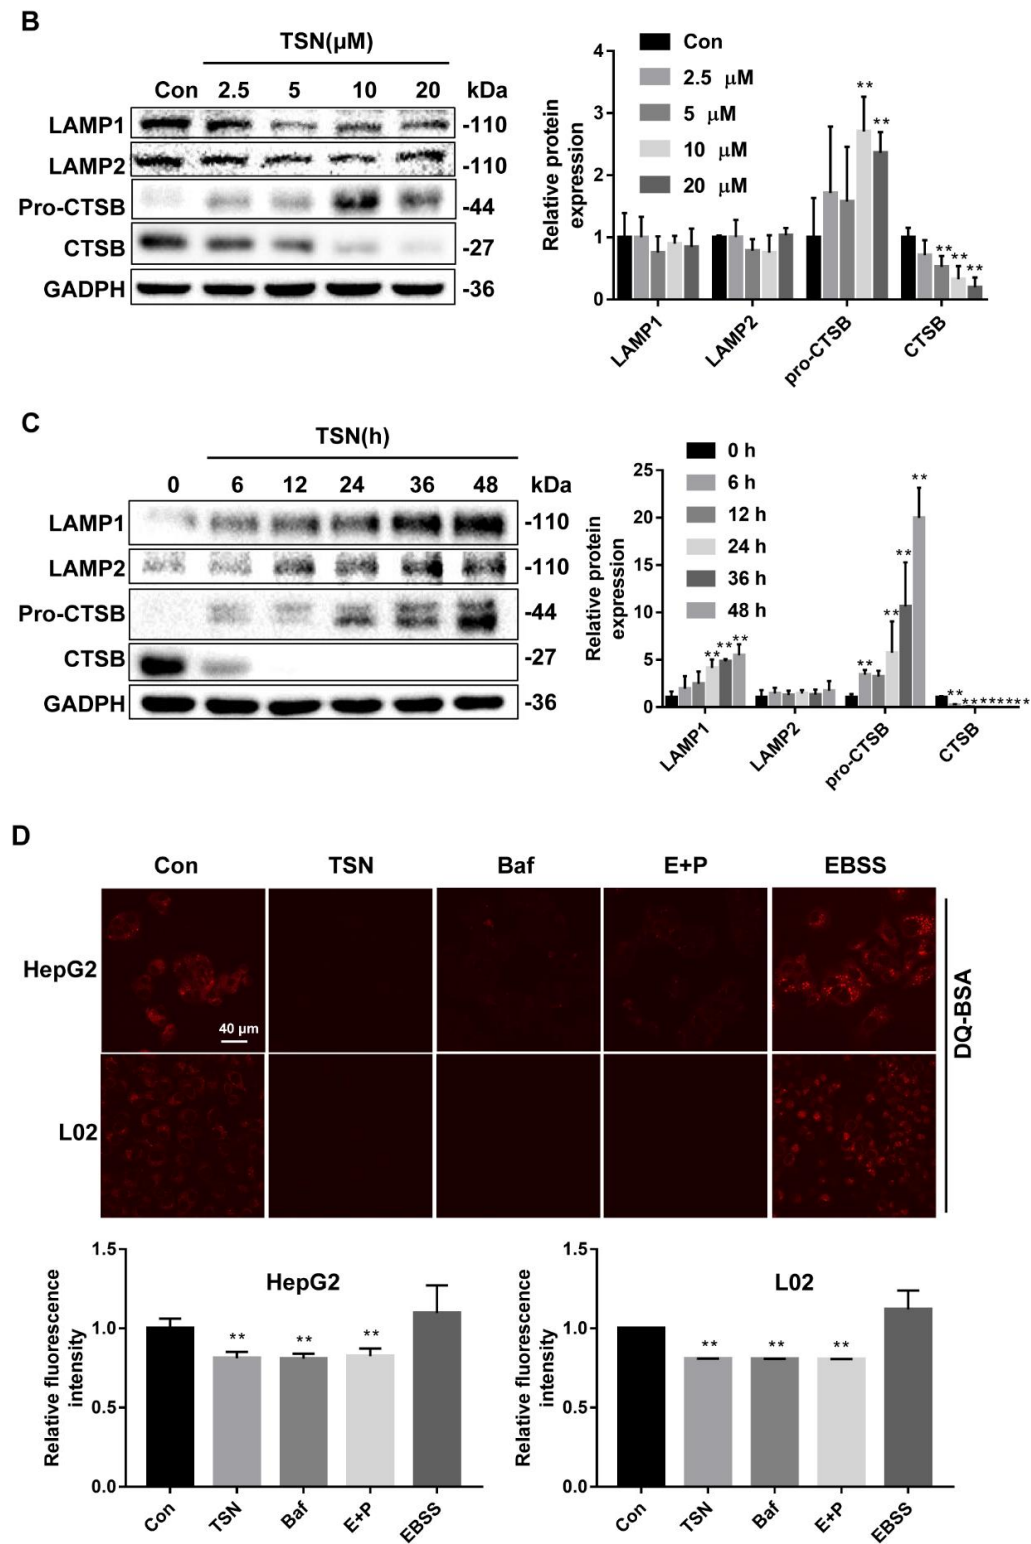 B
TSN(μM)
Con 2.5 5 10 20 kDa
LAMP1 -110
LAMP2 -110
Pro-CTSB -44
CTSB -27
GADPH -36
Relative protein
expression
4
3
2
1
0
Con
2.5 μM
5 μM
10 μM
20 μM
** **
** ** **
LAMP1 LAMP2 pro-CTSB CTSB
C
TSN(h)
0 6 12 24 36 48 kDa
LAMP1 -110
LAMP2 -110
Pro-CTSB -44
CTSB -27
GADPH -36
Relative protein
expression
25
20
15
10
5
0
0 h
6 h
12 h
24 h
36 h
48 h
** ** **
** ** ** **
** ********
LAMP1 LAMP2 pro-CTSB CTSB
D
Con TSN Baf E+P EBSS
HepG2
40 μm
L02
DQ-BSA
Relative fluorescence
intensity
1.5
1.0
0.5
0.0
HepG2
** ** **
Con TSN Baf E+P EBSS
Relative fluorescence
intensity
1.5
1.0
0.5
0.0
L02
** ** **
Con TSN Baf E+P EBSS